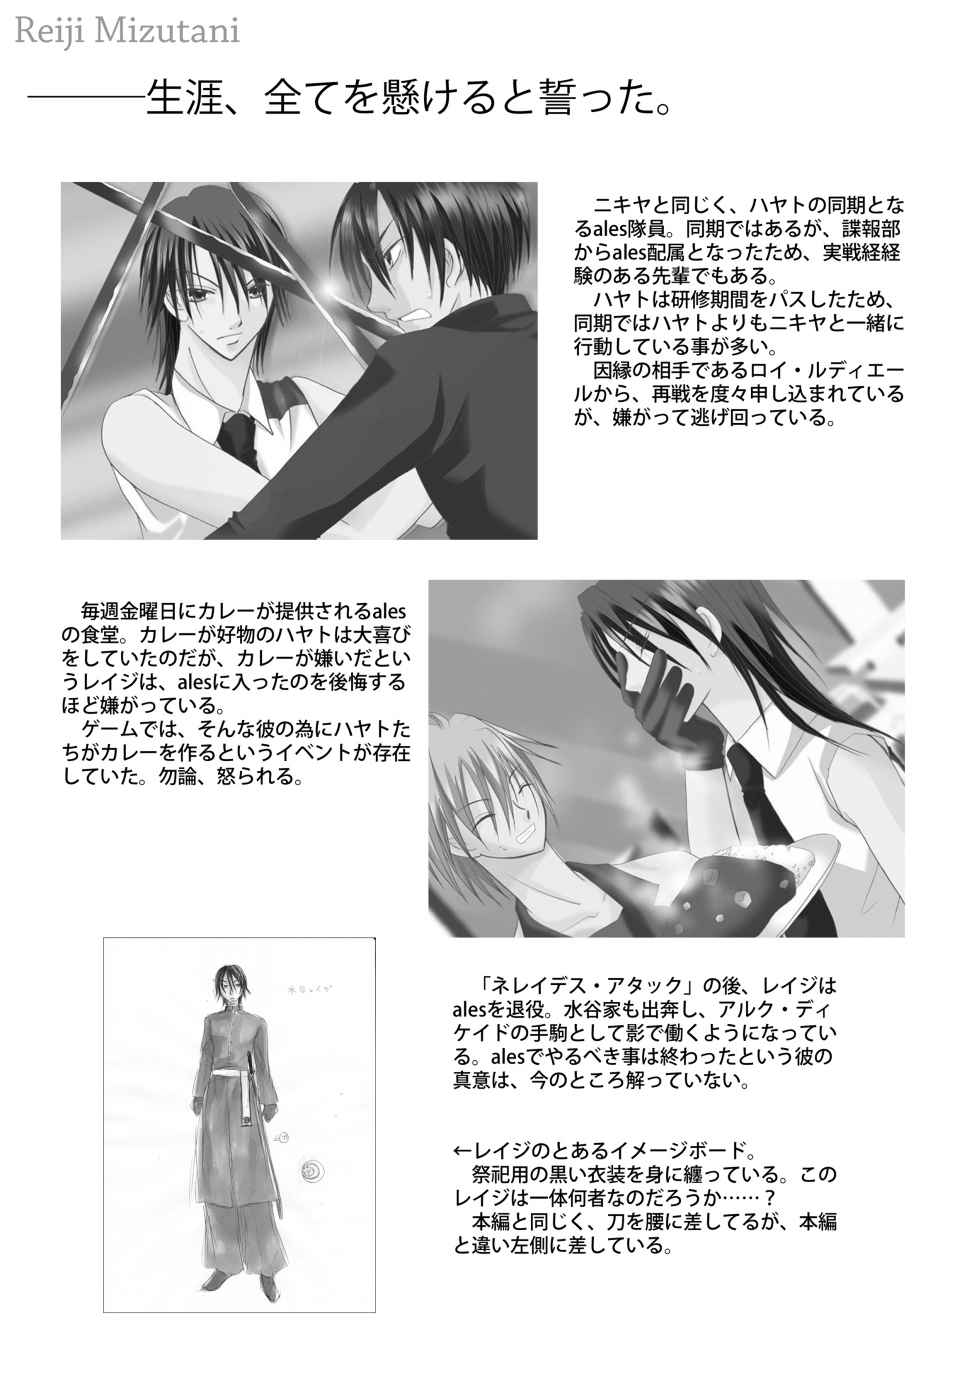 Reiji Mizutani
――――生涯、全てを懸けると誓った。
ニキヤと同じく、ハヤトの同期とな
るales隊員。同期ではあるが、諜報部
からales配属となったため、実戦経経
験のある先輩でもある。
ハヤトは研修期間をパスしたため、
同期ではハヤトよりもニキヤと一緒に
行動している事が多い。
因縁の相手であるロイ・ルディエー
ルから、再戦を度々申し込まれている
が、嫌がって逃げ回っている。
毎週金曜日にカレーが提供されるales
の食堂。カレーが好物のハヤトは大喜び
をしていたのだが、カレーが嫌いだとい
うレイジは、alesに入ったのを後悔する
ほど嫌がっている。
ゲームでは、そんな彼の為にハヤトた
ちがカレーを作るというイベントが存在
していた。勿論、怒られる。
「ネレイデス・アタック」の後、レイジは
alesを退役。水谷家も出奔し、アルク・ディ
ケイドの手駒として影で働くようになってい
る。alesでやるべき事は終わったという彼の
真意は、今のところ解っていない。
水谷レイジ
←レイジのとあるイメージボード。
祭祀用の黒い衣装を身に纏っている。この
レイジは一体何者なのだろうか……？
本編と同じく、刀を腰に差してるが、本編
と違い左側に差している。